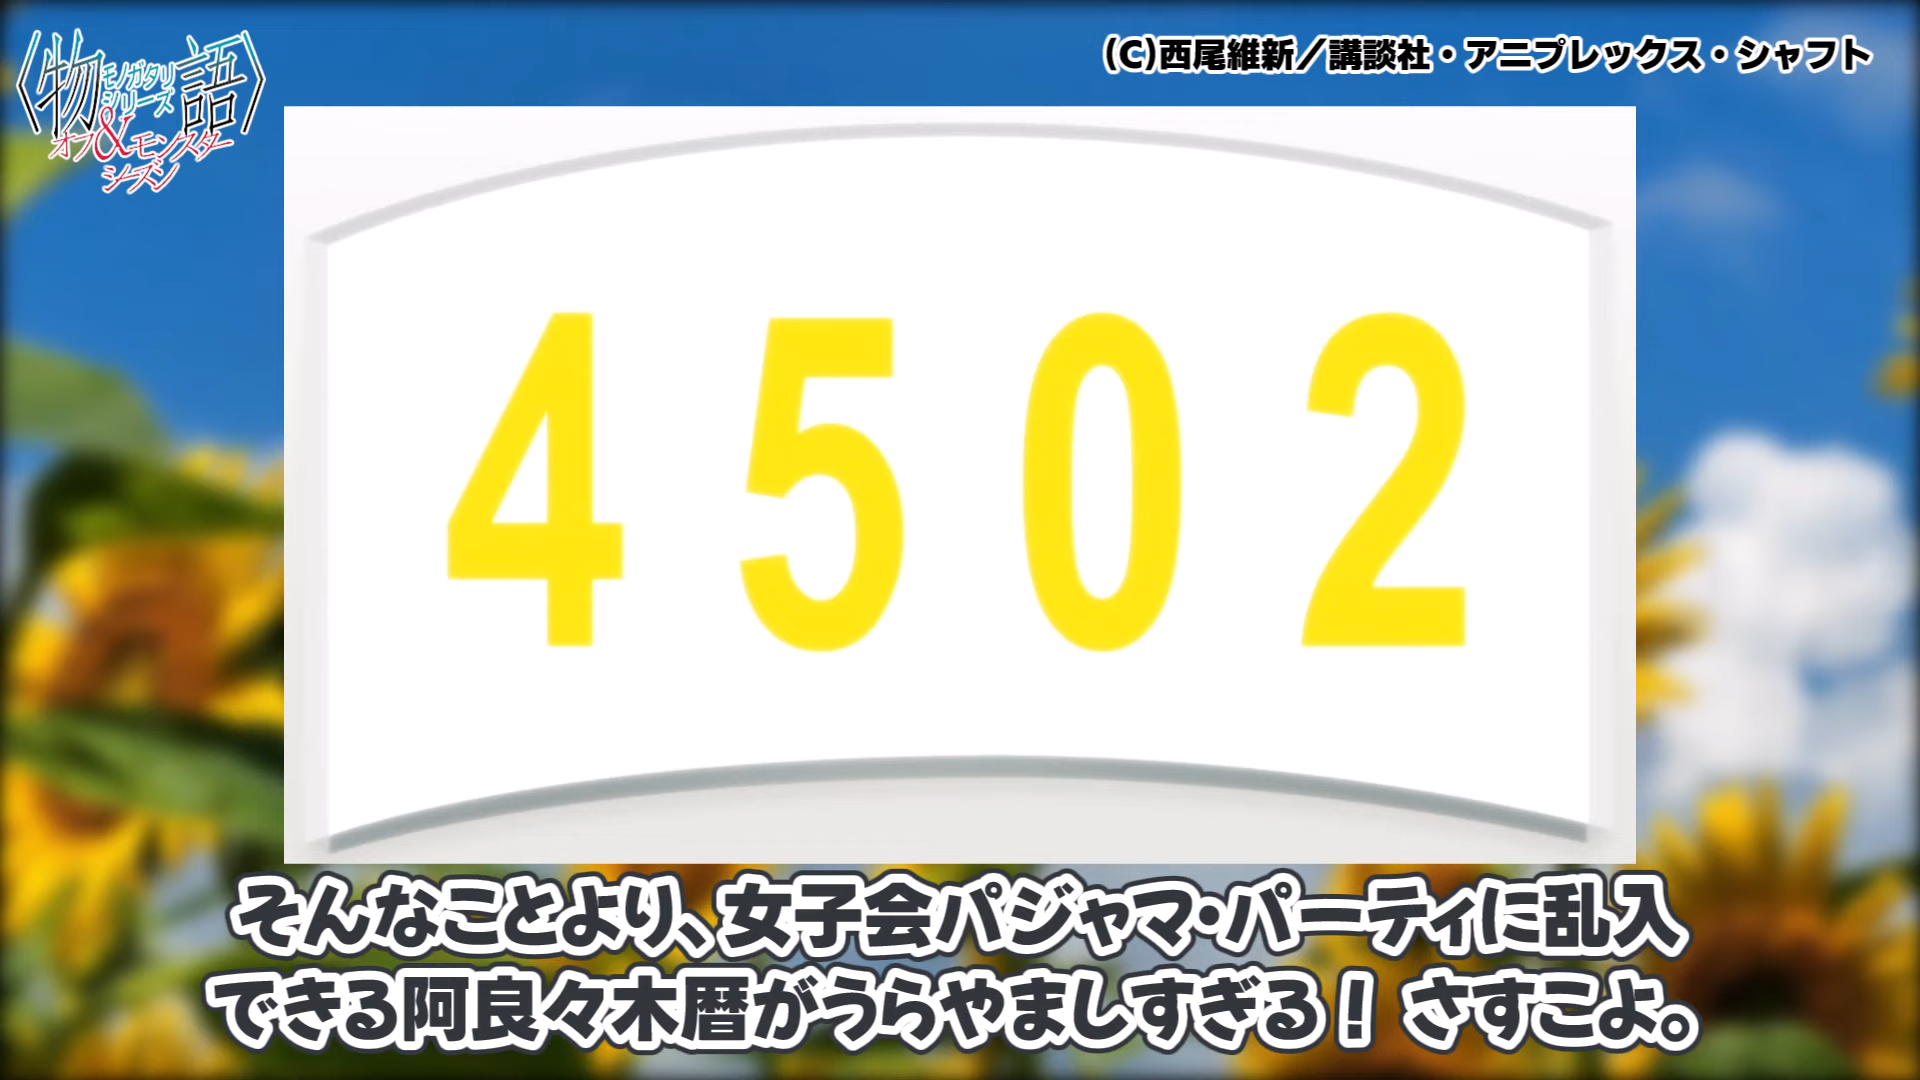 〈物語〉
モノガタリ
シリーズ
オフ&モンスター
シーズン
(C)西尾維新／講談社・アニプレックス・シャフト
4502
そんなことより、女子会パジャマ・パーティに乱入
できる阿良々木暦がうらやましすぎる！ さすこよ。